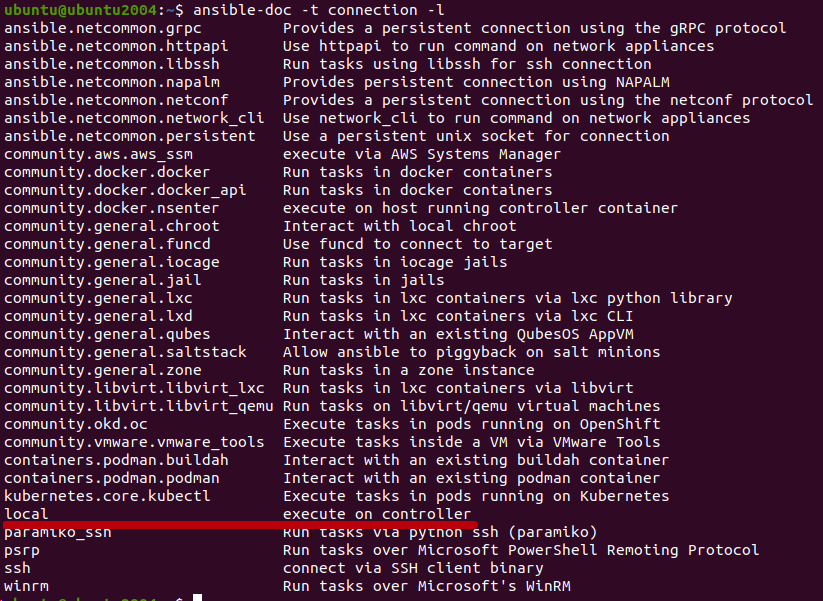 ubuntu@ubuntu2004:~$ ansible-doc -t connection -l
ansible.netcommon.grpc Provides a persistent connection using the gRPC protocol
ansible.netcommon.httpapi Use httpapi to run command on network appliances
ansible.netcommon.libssh Run tasks using libssh for ssh connection
ansible.netcommon.napalm Provides persistent connection using NAPALM
ansible.netcommon.netconf Provides a persistent connection using the netconf protocol
ansible.netcommon.network_cli Use network_cli to run command on network appliances
ansible.netcommon.persistent Use a persistent unix socket for connection
community.aws.aws_ssm execute via AWS Systems Manager
community.docker.docker Run tasks in docker containers
community.docker.docker_api Run tasks in docker containers
community.docker.nsenter execute on host running controller container
community.general.chroot Interact with local chroot
community.general.funcd Use funcd to connect to target
community.general.iocage Run tasks in iocage jails
community.general.jail Run tasks in jails
community.general.lxc Run tasks in lxc containers via lxc python library
community.general.lxd Run tasks in lxc containers via lxc CLI
community.general.qubes Interact with an existing QubesOS AppVM
community.general.saltstack Allow ansible to piggyback on salt minions
community.general.zone Run tasks in a zone instance
community.libvirt.libvirt_lxc Run tasks in lxc containers via libvirt
community.libvirt.libvirt_qemu Run tasks on libvirt/qemu virtual machines
community.okd.oc Execute tasks in pods running on OpenShift
community.vmware.vmware_tools Execute tasks inside a VM via VMware Tools
containers.podman.buildah Interact with an existing buildah container
containers.podman.podman Interact with an existing podman container
kubernetes.core.kubectl Execute tasks in pods running on Kubernetes
local execute on controller
paramiko_ssh Run tasks via python ssh (paramiko)
psrp Run tasks over Microsoft PowerShell Remoting Protocol
ssh connect via SSH client binary
winrm Run tasks over Microsoft's WinRM
ubuntu@ubuntu2004:~$